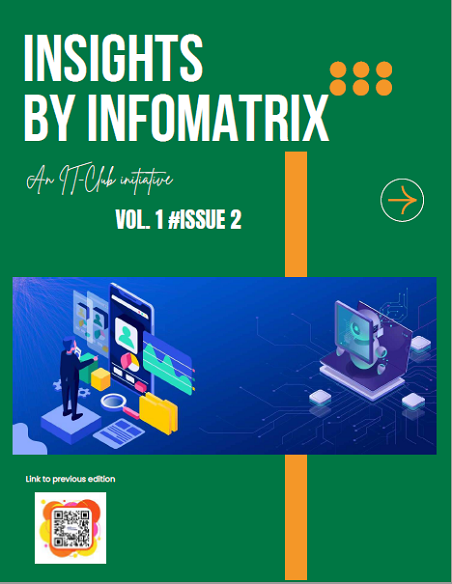 INSIGHTS
BY INFOMATRIX
An IT-Club initiative
VOL. 1 #ISSUE 2
Link to previous edition